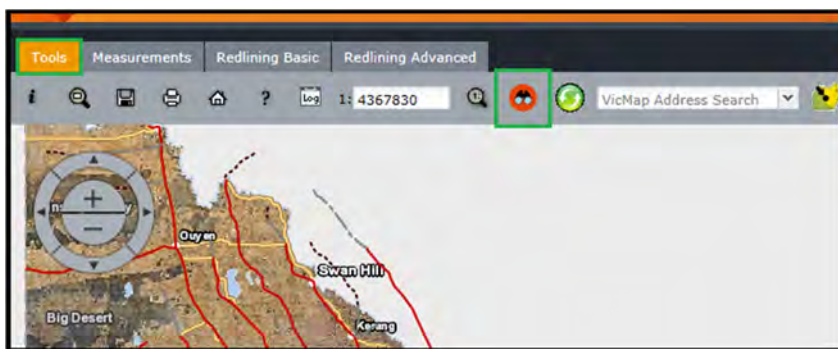 Tools Measurements Redlining Basic Redlining Advanced
i ? Log 1: 4367830 VicMap Address Search
Ouyen
Swan Hill
Big Desert
Kerang